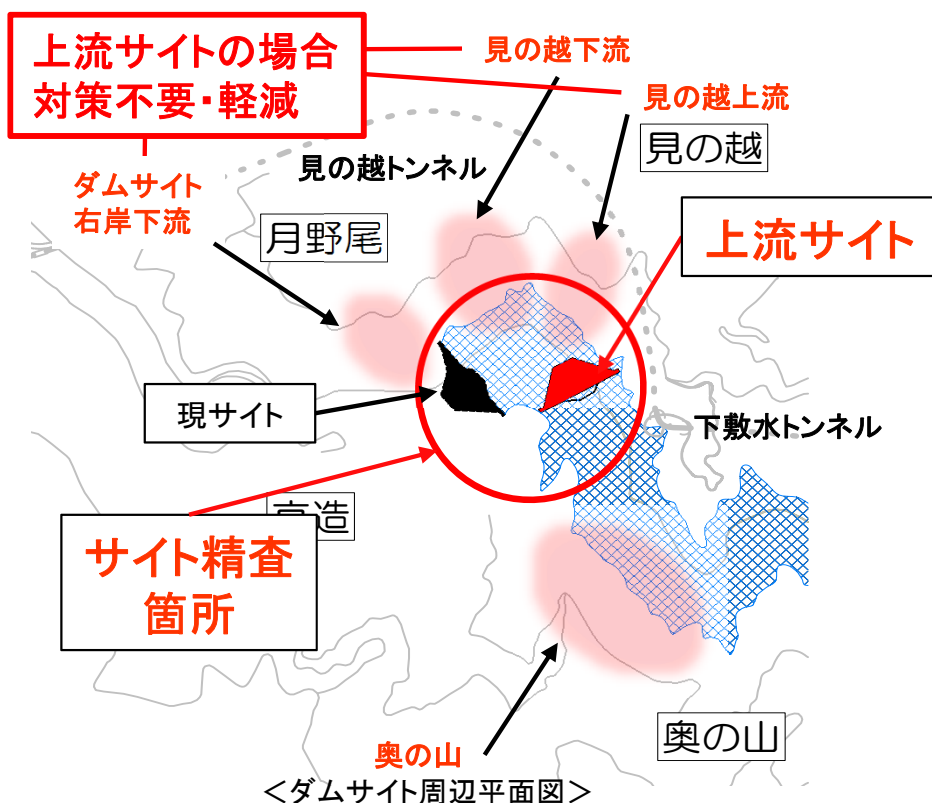 上流サイトの場合
対策不要・軽減
見の越下流
見の越上流
見の越
見の越トンネル
ダムサイト
右岸下流
月野尾
上流サイト
現サイト
下敷水トンネル
造
サイト精査
箇所
奥の山
奥の山
＜ダムサイト周辺平面図＞